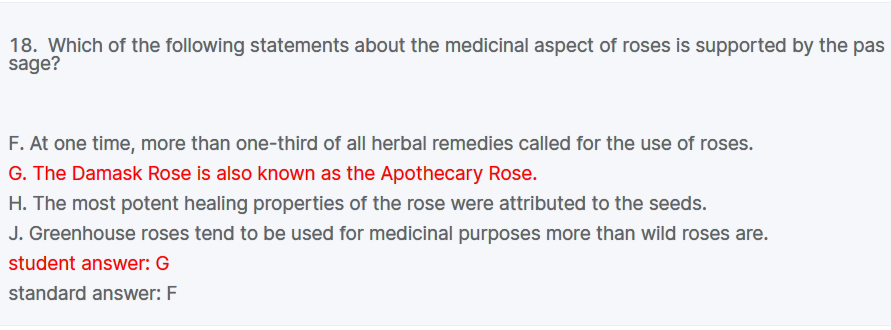 18. Which of the following statements about the medicinal aspect of roses is supported by the pas
sage?
F. At one time, more than one-third of all herbal remedies called for the use of roses.
G. The Damask Rose is also known as the Apothecary Rose.
H. The most potent healing properties of the rose were attributed to the seeds.
J. Greenhouse roses tend to be used for medicinal purposes more than wild roses are.
student answer: G
standard answer: F